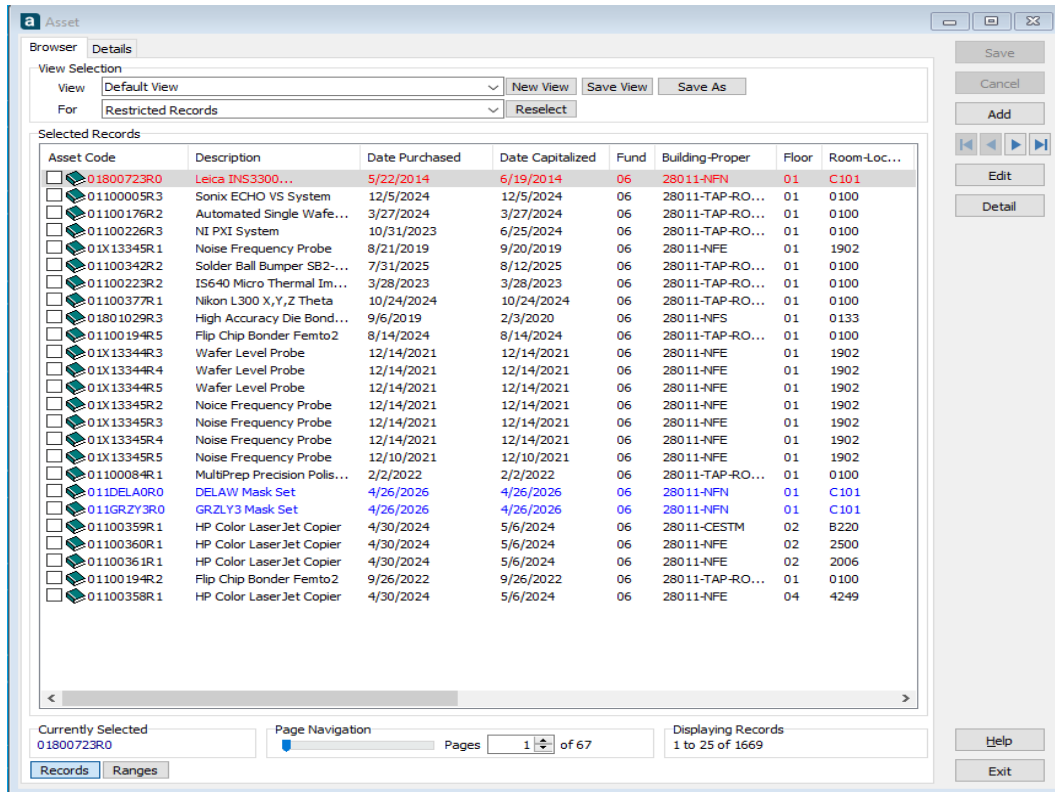 a Asset
Browser Details
Save
View Selection
View Default View New View Save View Save As
Cancel
For Restricted Records Reselect
Add
Selected Records
Asset Code Description Date Purchased Date Capitalized Fund Building-Proper Floor Room-Loc...
01800723R0 Leica INS3300... 5/22/2014 6/19/2014 06 28011-NFN 01 C101
Edit
01100005R3 Sonix ECHO VS System 12/5/2024 12/5/2024 06 28011-TAP-RO... 01 0100
Detail
01100176R2 Automated Single Wafe... 3/27/2024 3/27/2024 06 28011-TAP-RO... 01 0100
01100226R3 NI PXI System 10/31/2023 6/25/2024 06 28011-TAP-RO... 01 0100
01X13345R1 Noise Frequency Probe 8/21/2019 9/20/2019 06 28011-NFE 01 1902
01100342R2 Solder Ball Bumper SB2-... 7/31/2025 8/12/2025 06 28011-TAP-RO... 01 0100
01100223R2 IS640 Micro Thermal Im... 3/28/2023 3/28/2023 06 28011-TAP-RO... 01 0100
01100377R1 Nikon L300 X,Y,Z Theta 10/24/2024 10/24/2024 06 28011-TAP-RO... 01 0100
01801029R3 High Accuracy Die Bond... 9/6/2019 2/3/2020 06 28011-NFS 01 0133
01100194R5 Flip Chip Bonder Femto2 8/14/2024 8/14/2024 06 28011-TAP-RO... 01 0100
01X13344R3 Wafer Level Probe 12/14/2021 12/14/2021 06 28011-NFE 01 1902
01X13344R4 Wafer Level Probe 12/14/2021 12/14/2021 06 28011-NFE 01 1902
01X13344R5 Wafer Level Probe 12/14/2021 12/14/2021 06 28011-NFE 01 1902
01X13345R2 Noice Frequency Probe 12/14/2021 12/14/2021 06 28011-NFE 01 1902
01X13345R3 Noise Frequency Probe 12/14/2021 12/14/2021 06 28011-NFE 01 1902
01X13345R4 Noise Frequency Probe 12/14/2021 12/14/2021 06 28011-NFE 01 1902
01X13345R5 Noise Frequency Probe 12/10/2021 12/10/2021 06 28011-NFE 01 1902
01100084R1 MultiPrep Precision Polis... 2/2/2022 2/2/2022 06 28011-TAP-RO... 01 0100
011DELA0R0 DELAW Mask Set 4/26/2026 4/26/2026 06 28011-NFN 01 C101
011GRZY3R0 GRZLY3 Mask Set 4/26/2026 4/26/2026 06 28011-NFN 01 C101
01100359R1 HP Color LaserJet Copier 4/30/2024 5/6/2024 06 28011-CESTM 02 B220
01100360R1 HP Color LaserJet Copier 4/30/2024 5/6/2024 06 28011-NFE 02 2500
01100361R1 HP Color LaserJet Copier 4/30/2024 5/6/2024 06 28011-NFE 02 2006
01100194R2 Flip Chip Bonder Femto2 9/26/2022 9/26/2022 06 28011-TAP-RO... 01 0100
01100358R1 HP Color LaserJet Copier 4/30/2024 5/6/2024 06 28011-NFE 04 4249
Currently Selected Page Navigation Displaying Records
01800723R0 Pages 1 of 67 1 to 25 of 1669
Help
Records Ranges
Exit